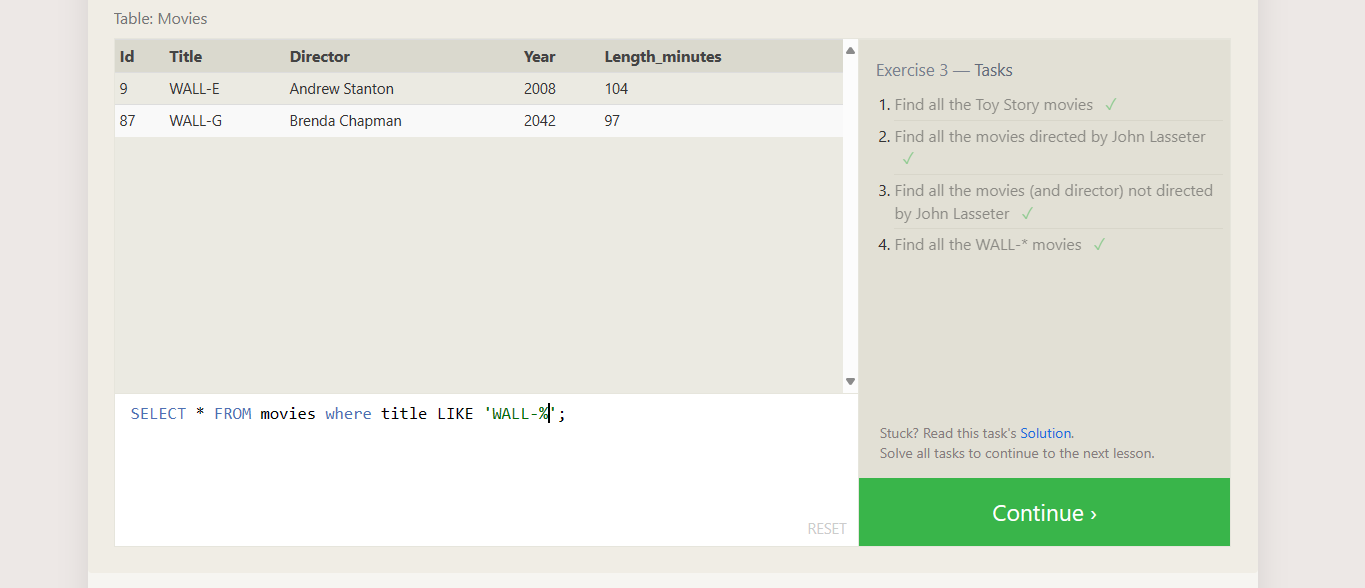 Table: Movies
Id Title Director Year Length_minutes
9 WALL-E Andrew Stanton 2008 104
87 WALL-G Brenda Chapman 2042 97
SELECT * FROM movies where title LIKE 'WALL-%';
RESET
Exercise 3 — Tasks
1. Find all the Toy Story movies ✓
2. Find all the movies directed by John Lasseter
✓
3. Find all the movies (and director) not directed
by John Lasseter ✓
4. Find all the WALL-* movies ✓
Stuck? Read this task's Solution.
Solve all tasks to continue to the next lesson.
Continue ›